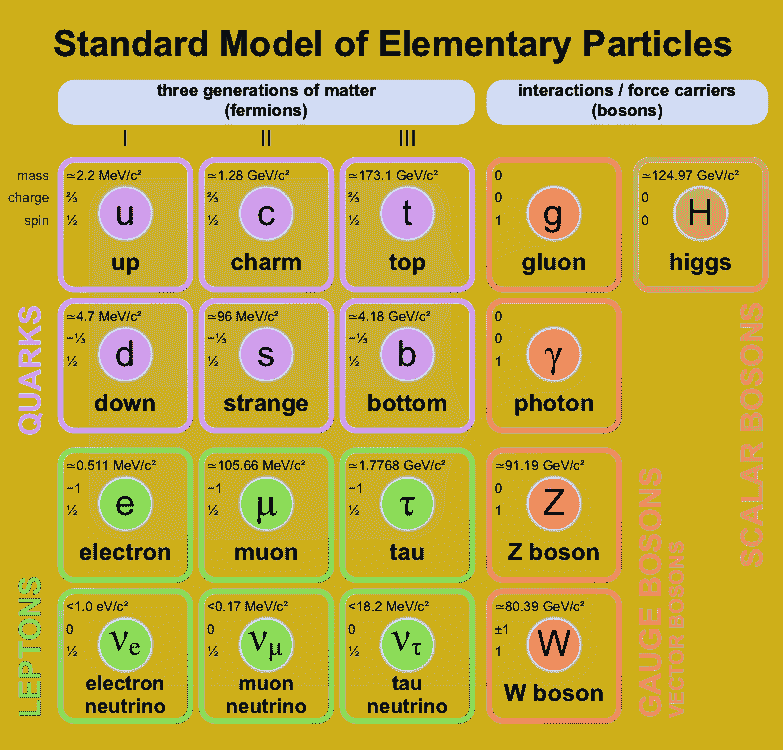 Standard Model of Elementary Particles
three generations of matter
(fermions)
interactions / force carriers
(bosons)
I II III
mass
charge
spin
≃2.2 MeV/c²
⅔
½
u
up
≃1.28 GeV/c²
⅔
½
c
charm
≃173.1 GeV/c²
⅔
½
t
top
0
0
1
g
gluon
≃124.97 GeV/c²
0
0
H
higgs
QUARKS
≃4.7 MeV/c²
−⅓
½
d
down
≃96 MeV/c²
−⅓
½
s
strange
≃4.18 GeV/c²
−⅓
½
b
bottom
0
0
1
γ
photon
SCALAR BOSONS
LEPTONS
≃0.511 MeV/c²
−1
½
e
electron
≃105.66 MeV/c²
−1
½
μ
muon
≃1.7768 GeV/c²
−1
½
τ
tau
≃91.19 GeV/c²
0
1
Z
Z boson
GAUGE BOSONS
VECTOR BOSONS
<1.0 eV/c²
0
½
νe
electron
neutrino
<0.17 MeV/c²
0
½
νμ
muon
neutrino
<18.2 MeV/c²
0
½
ντ
tau
neutrino
≃80.39 GeV/c²
±1
1
W
W boson